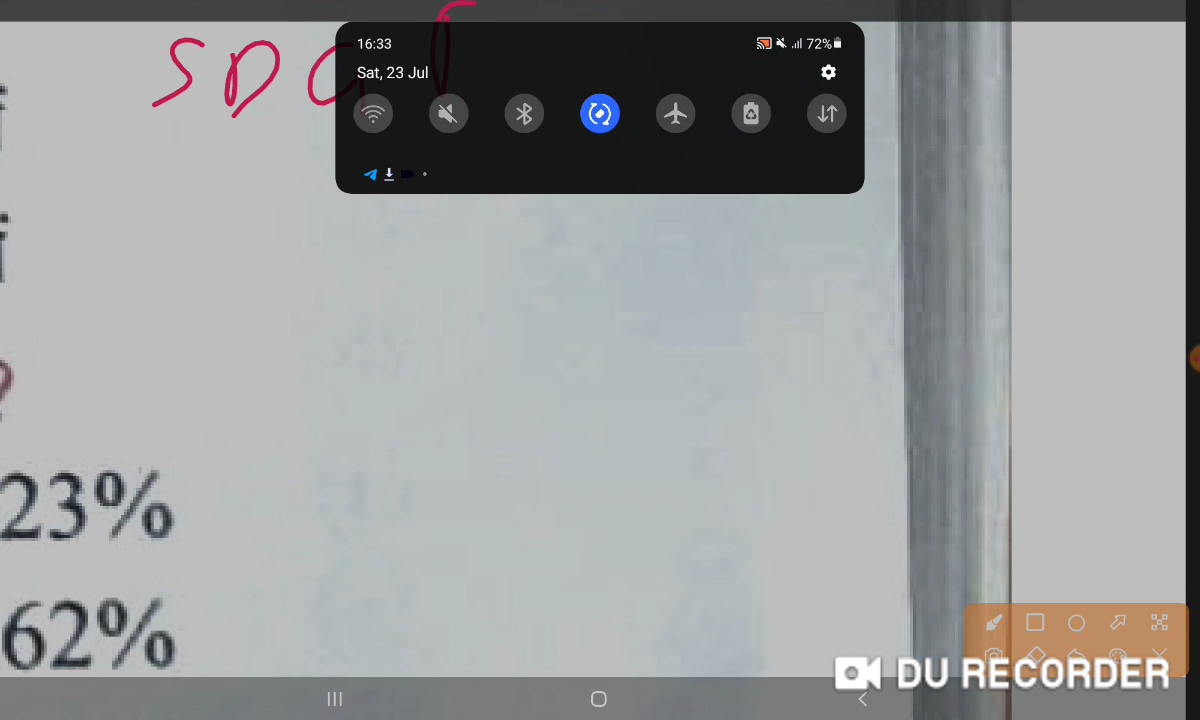 16:33
72%
Sat, 23 Jul
SDG
23%
62%
DU RECORDER